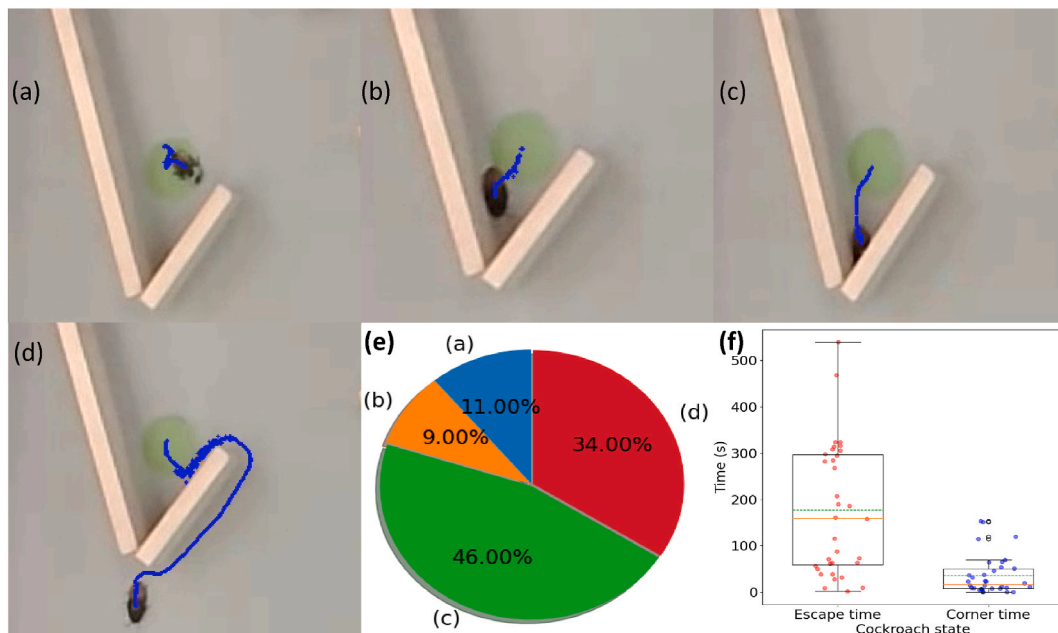 (a)
(b)
(c)
(d)
(e)
(a)
(b)
(c)
(d)
11.00%
9.00%
46.00%
34.00%
(f)
Time (s)
500
400
300
200
100
0
Escape time
Corner time
Cockroach state